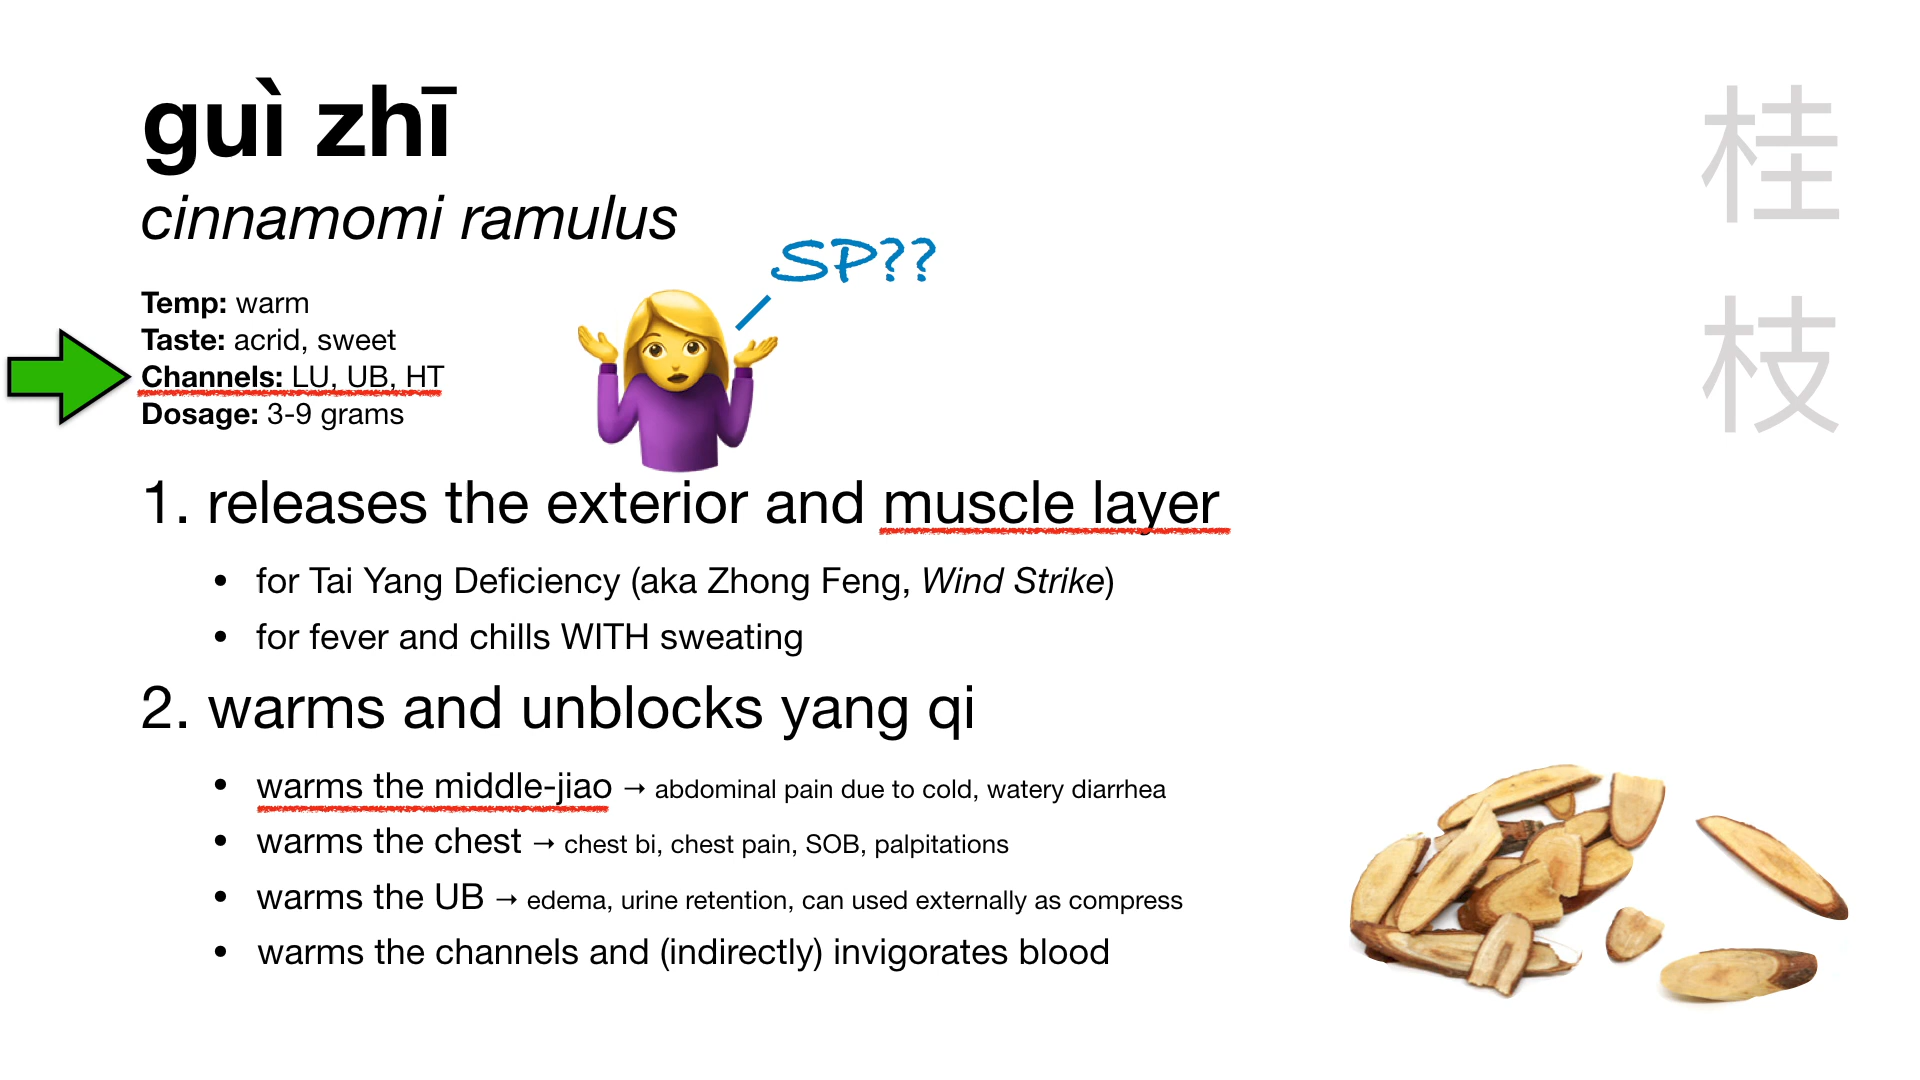 guì zhī
cinnamomi ramulus
SP??
Temp: warm
Taste: acrid, sweet
Channels: LU, UB, HT
Dosage: 3-9 grams
1. releases the exterior and muscle layer
• for Tai Yang Deficiency (aka Zhong Feng, Wind Strike)
• for fever and chills WITH sweating
2. warms and unblocks yang qi
• warms the middle-jiao → abdominal pain due to cold, watery diarrhea
• warms the chest → chest bi, chest pain, SOB, palpitations
• warms the UB → edema, urine retention, can used externally as compress
• warms the channels and (indirectly) invigorates blood
桂
枝